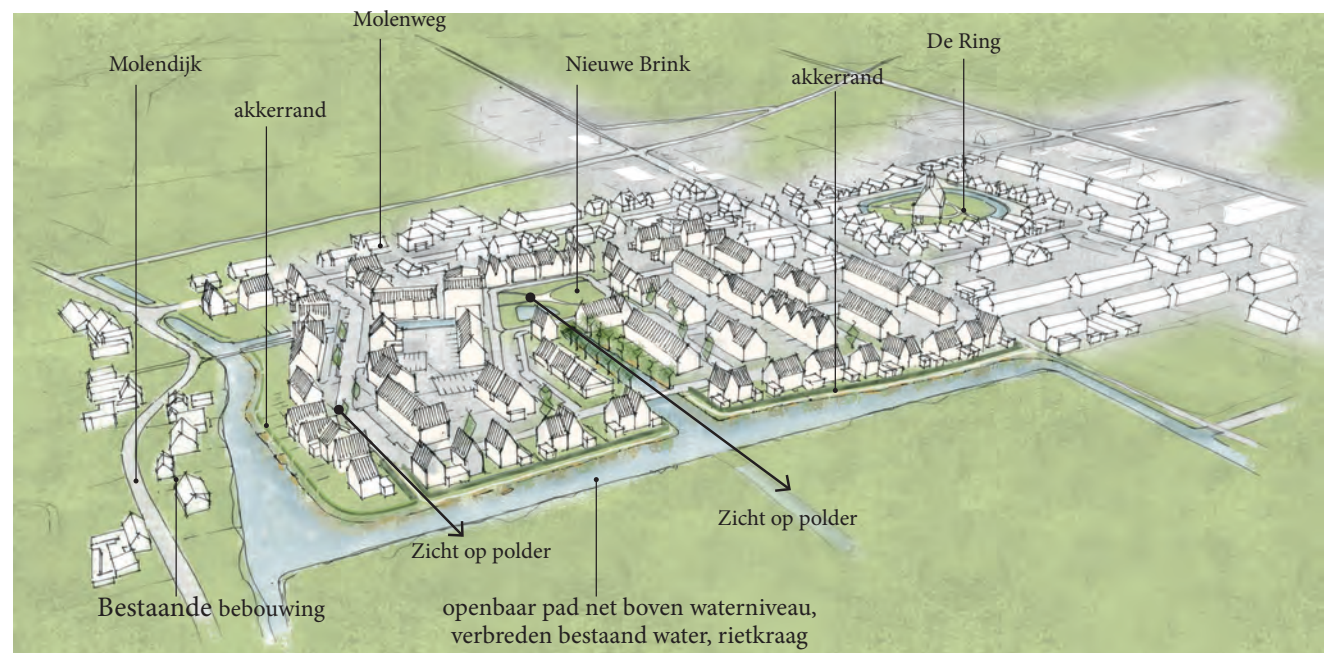 Molenweg
De Ring
Molendijk
Nieuwe Brink
akkerrand
akkerrand
Zicht op polder
Zicht op polder
Bestaande bebouwing
openbaar pad net boven waterniveau,
verbreden bestaand water, rietkraag